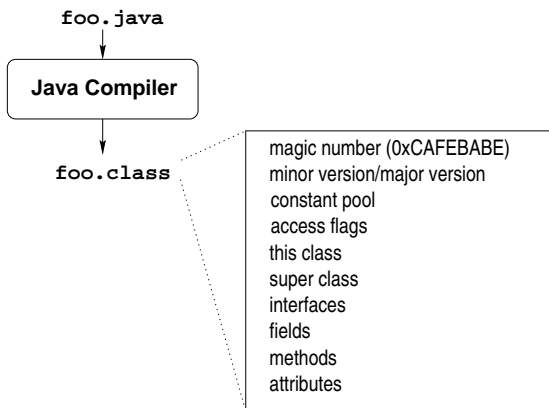 foo.java
Java Compiler
foo.class
magic number (0xCAFEBABE)
minor version/major version
constant pool
access flags
this class
super class
interfaces
fields
methods
attributes